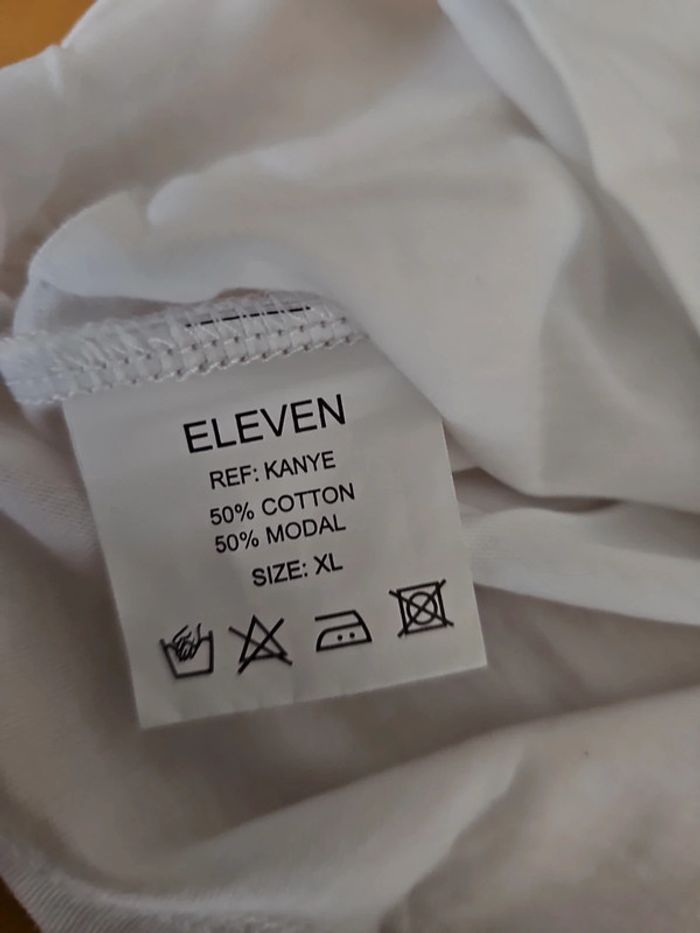 ELEVEN
REF: KANYE
50% COTTON
50% MODAL
SIZE: XL